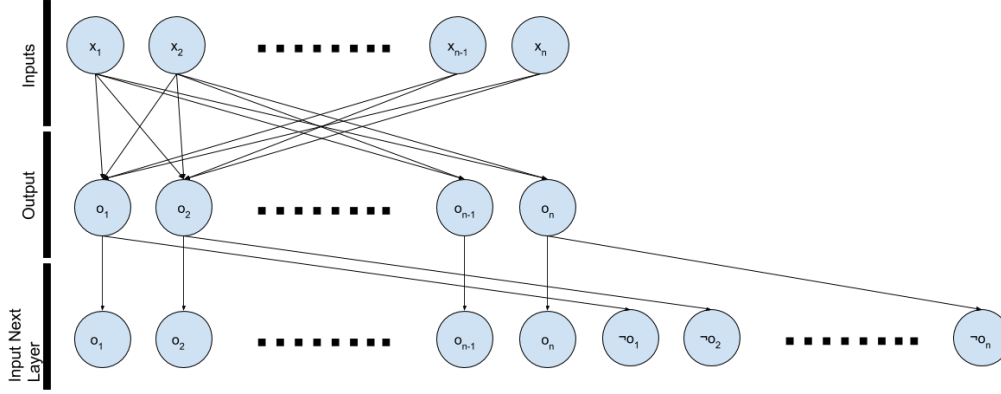 Inputs
x1 x2 xn-1 xn
Output
o1 o2 on-1 on
Input Next
Layer
o1 o2 on-1 on ¬o1 ¬o2 ¬on